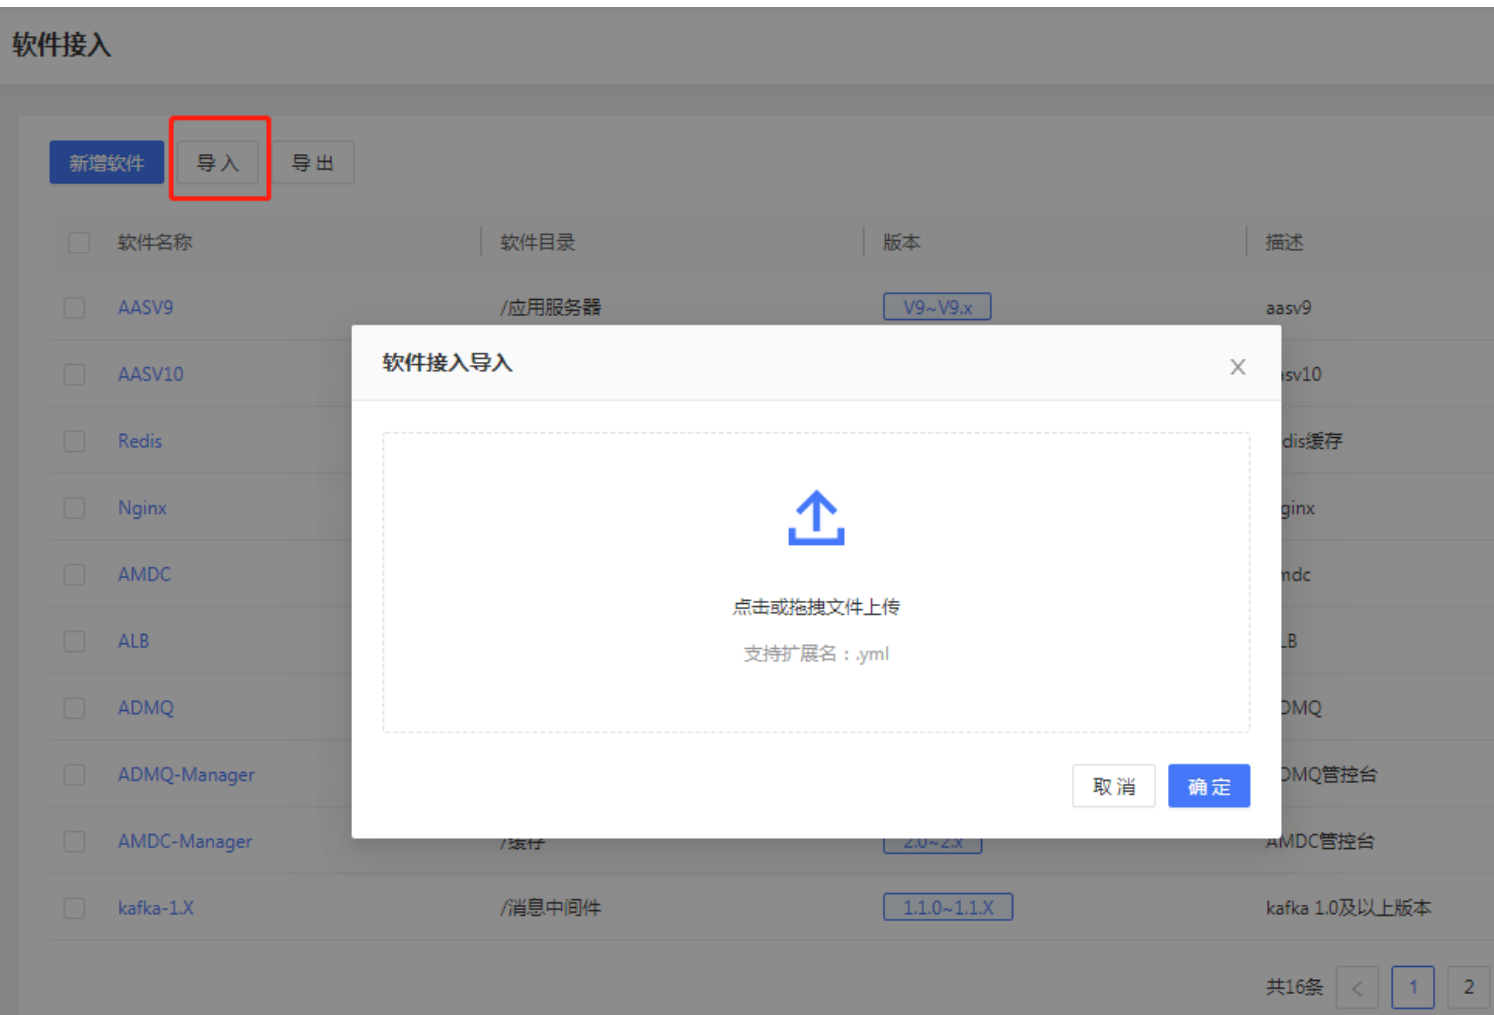 软件接入
新增软件 导入 导出
软件名称 软件目录 版本 描述
AASV9 /应用服务器 V9~V9.x aasv9
软件接入导入
AASV10 asv10
Redis dis缓存
Nginx ginx
AMDC mdc
点击或拖拽文件上传
ALB LB
支持扩展名：.yml
ADMQ DMQ
ADMQ-Manager DMQ管控台
取消 确定
AMDC-Manager /缓存 2.0~2.x AMDC管控台
kafka-1.X /消息中间件 1.1.0~1.1.X kafka 1.0及以上版本
共16条 < 1 2